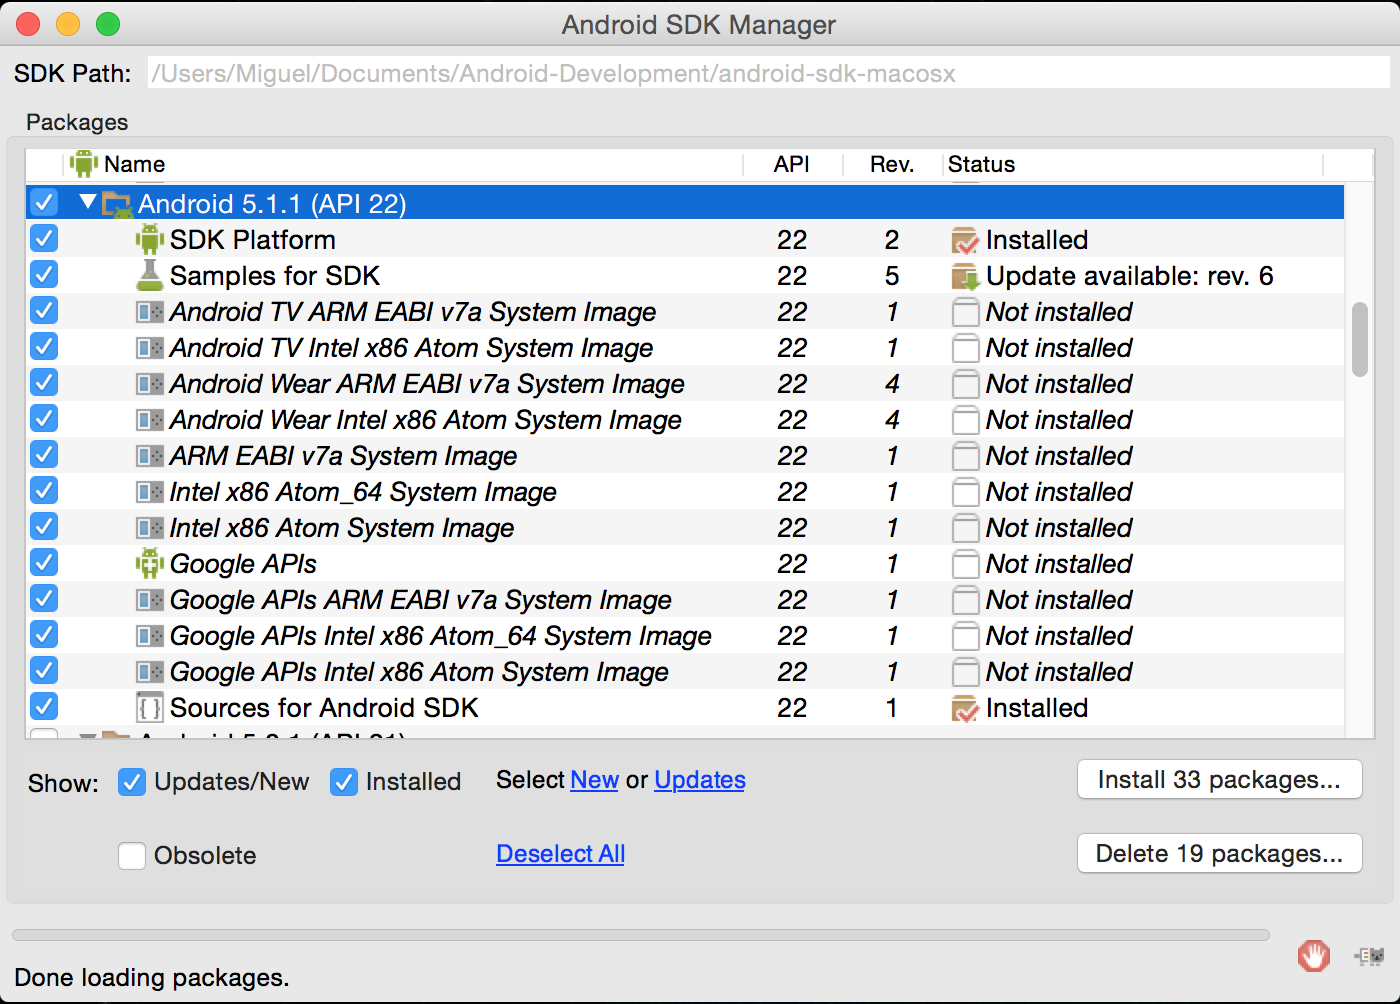 Android SDK Manager
SDK Path: /Users/Miguel/Documents/Android-Development/android-sdk-macosx
Packages
Name API Rev. Status
Android 5.1.1 (API 22)
SDK Platform 22 2 Installed
Samples for SDK 22 5 Update available: rev. 6
Android TV ARM EABI v7a System Image 22 1 Not installed
Android TV Intel x86 Atom System Image 22 1 Not installed
Android Wear ARM EABI v7a System Image 22 4 Not installed
Android Wear Intel x86 Atom System Image 22 4 Not installed
ARM EABI v7a System Image 22 1 Not installed
Intel x86 Atom_64 System Image 22 1 Not installed
Intel x86 Atom System Image 22 1 Not installed
Google APIs 22 1 Not installed
Google APIs ARM EABI v7a System Image 22 1 Not installed
Google APIs Intel x86 Atom_64 System Image 22 1 Not installed
Google APIs Intel x86 Atom System Image 22 1 Not installed
Sources for Android SDK 22 1 Installed
Show: Updates/New Installed Select New or Updates Install 33 packages...
Obsolete Deselect All Delete 19 packages...
Done loading packages.